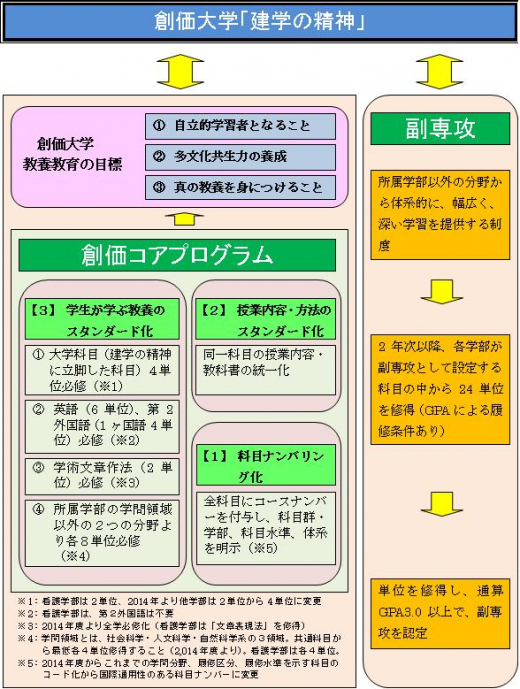 創価大学「建学の精神」
創価大学
教養教育の目標
① 自立的学習者となること
② 多文化共生力の養成
③ 真の教養を身につけること
創価コアプログラム
【3】 学生が学ぶ教養の
スタンダード化
① 大学科目（建学の精神
に立脚した科目）４単
位必修（※1）
② 英語（6 単位）、第 2
外国語（1 ヶ国語 4 単
位）必修（※2）
③ 学術文章作法（2 単
位）必修（※3）
④ 所属学部の学問領域
以外の２つの分野よ
り各８単位必修
（※4）
【2】 授業内容・方法の
スタンダード化
同一科目の授業内容・
教科書の統一化
【1】 科目ナンバリン
グ化
全科目にコースナンバ
ーを付与し、科目群・
学部、科目水準、体系
を明示（※5）
※1：看護学部は２単位、2014年より他学部は２単位から４単位に変更
※2：看護学部は、第２外国語は不要
※3：2014年度より全学必修化（看護学部は「文章表現法」を修得）
※4：学問領域とは、社会科学・人文科学・自然科学系の３領域。共通科目か
ら最低各４単位修得すること（2014年度より）。看護学部は各４単位。
※5：2014年度からこれまでの学問分野、履修区分、履修水準を示す科目の
コード化から国際通用性のある科目ナンバーに変更
副専攻
所属学部以外の分野か
ら体系的に、幅広く、
深い学習を提供する制
度
2 年次以降、各学部が
副専攻として設定する
科目の中から 24 単位
を修得（GPA による履
修条件あり）
単位を修得し、通算
GPA3.0 以上で、副専
攻を認定